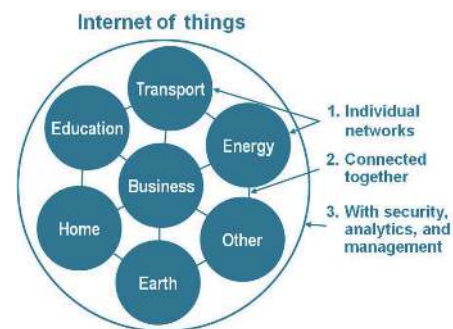 Internet of things
Transport
Education
Energy
Business
Home
Other
Earth
1. Individual
networks
2. Connected
together
3. With security,
analytics, and
management